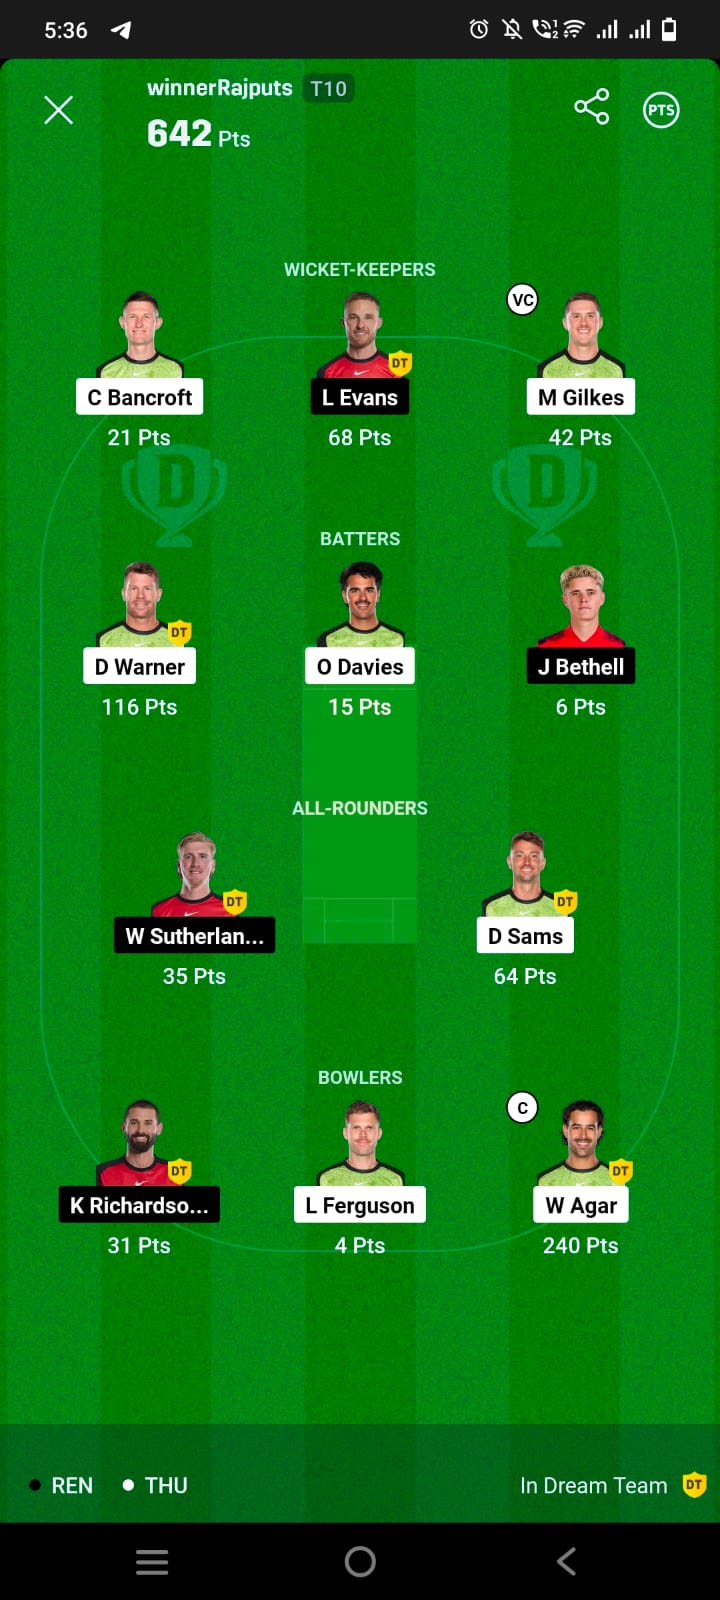 5:36
winnerRajputs T10
642 Pts
PTS
WICKET-KEEPERS
VC
DT
C Bancroft L Evans M Gilkes
21 Pts 68 Pts 42 Pts
D D
BATTERS
DT
D Warner O Davies J Bethell
116 Pts 15 Pts 6 Pts
ALL-ROUNDERS
DT DT
W Sutherlan... D Sams
35 Pts 64 Pts
BOWLERS
C
DT DT
K Richardso... L Ferguson W Agar
31 Pts 4 Pts 240 Pts
REN THU In Dream Team DT